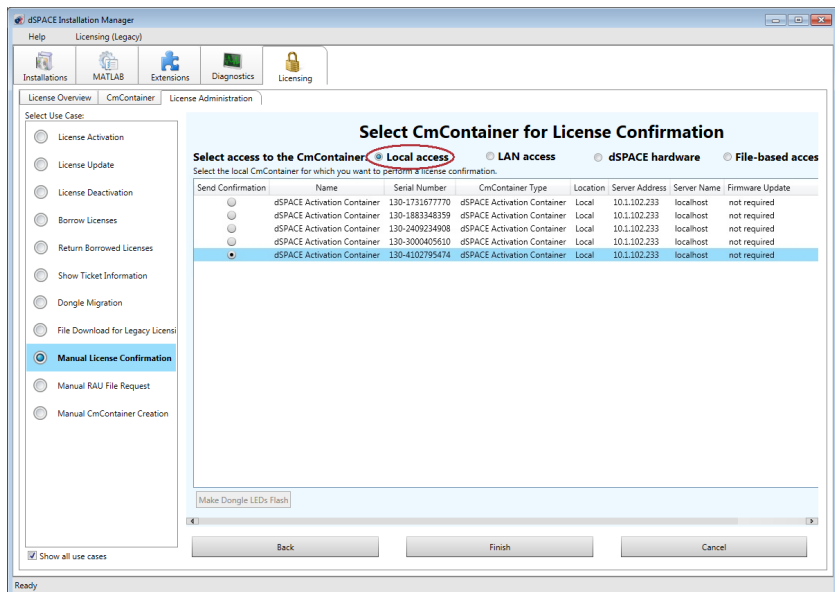 dSPACE Installation Manager
Help Licensing (Legacy)
Installations MATLAB Extensions Diagnostics Licensing
License Overview CmContainer License Administration
Select Use Case:
License Activation
License Update
License Deactivation
Borrow Licenses
Return Borrowed Licenses
Show Ticket Information
Dongle Migration
File Download for Legacy Licensi
Manual License Confirmation
Manual RAU File Request
Manual CmContainer Creation
Show all use cases
Select CmContainer for License Confirmation
Select access to the CmContainer: Local access LAN access dSPACE hardware File-based acces
Select the local CmContainer for which you want to perform a license confirmation.
Send Confirmation Name Serial Number CmContainer Type Location Server Address Server Name Firmware Update
dSPACE Activation Container 130-1731677770 dSPACE Activation Container Local 10.1.102.233 localhost not required
dSPACE Activation Container 130-1883348359 dSPACE Activation Container Local 10.1.102.233 localhost not required
dSPACE Activation Container 130-2409234908 dSPACE Activation Container Local 10.1.102.233 localhost not required
dSPACE Activation Container 130-3000405610 dSPACE Activation Container Local 10.1.102.233 localhost not required
dSPACE Activation Container 130-4102795474 dSPACE Activation Container Local 10.1.102.233 localhost not required
Make Dongle LEDs Flash
Back Finish Cancel
Ready